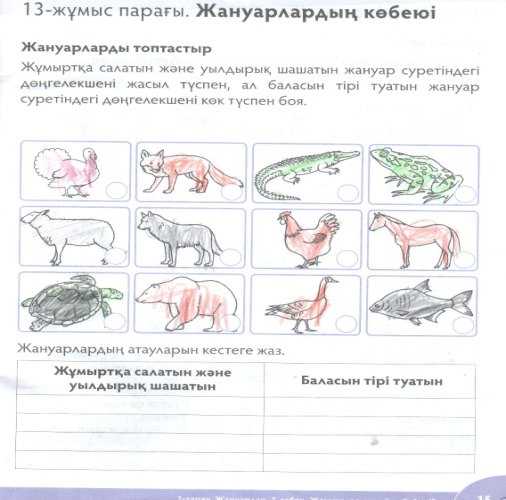 13-жұмыс парағы. Жануарлардың көбеюі
Жануарларды топтастыр
Жұмыртқа салатын және уылдырық шашатын жануар суретіндегі
дөңгелекшені жасыл түспен, ал баласын тірі туатын жануар
суретіндегі дөңгелекшені көк түспен боя.
Жануарлардың атауларын кестеге жаз.
Жұмыртқа салатын және
уылдырық шашатын
Баласын тірі туатын